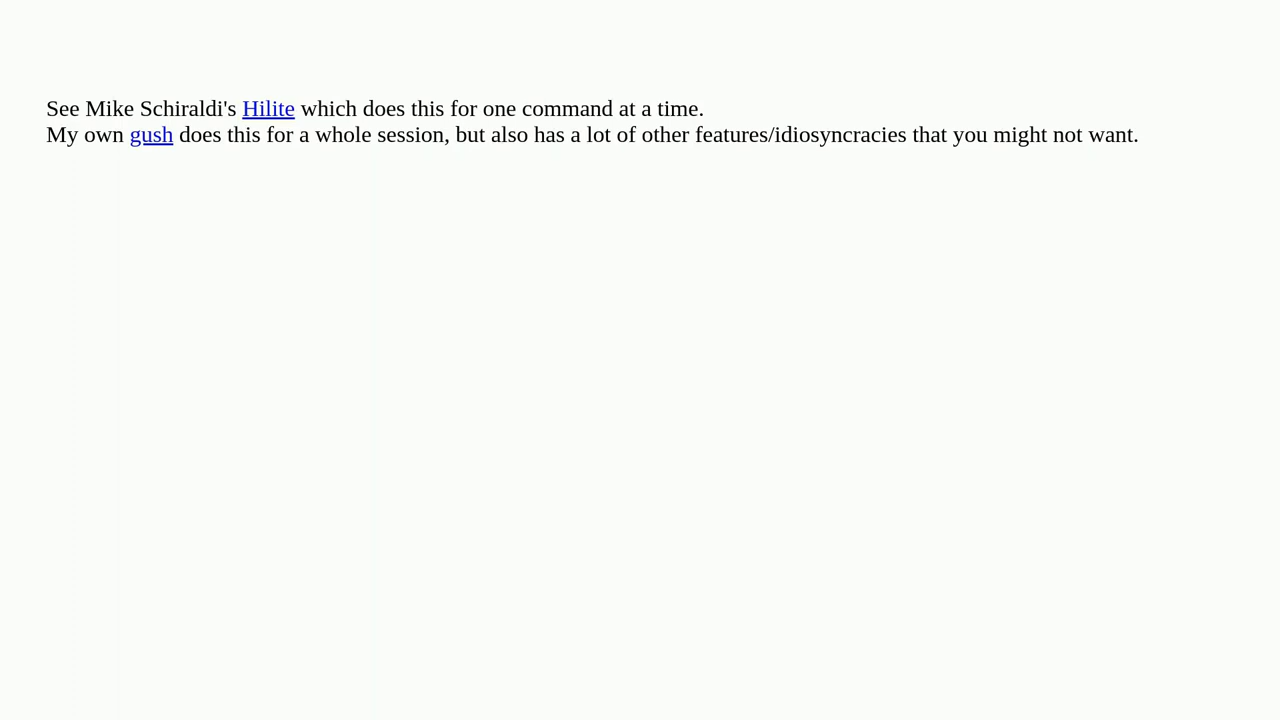 See Mike Schiraldi's Hilite which does this for one command at a time.
My own gush does this for a whole session, but also has a lot of other features/idiosyncracies that you might not want.